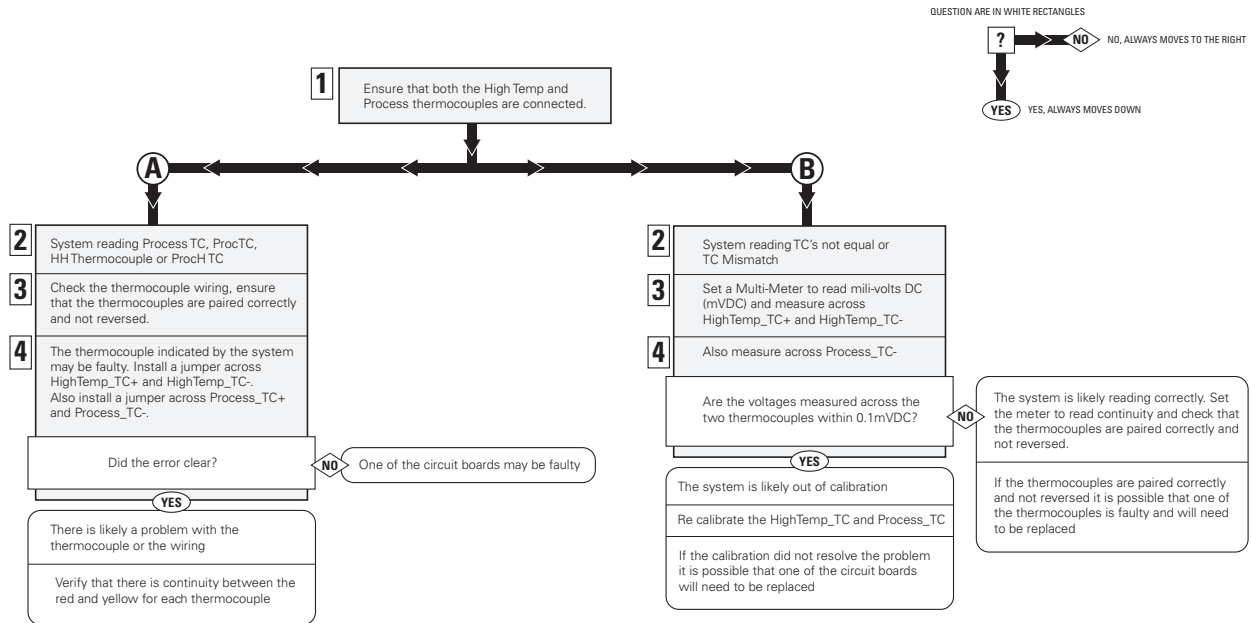 QUESTION ARE IN WHITE RECTANGLES
?
NO
NO, ALWAYS MOVES TO THE RIGHT
YES
YES, ALWAYS MOVES DOWN
1
Ensure that both the High Temp and
Process thermocouples are connected.
A
B
2
System reading Process TC, ProcTC,
HH Thermocouple or ProcH TC
3
Check the thermocouple wiring, ensure
that the thermocouples are paired correctly
and not reversed.
4
The thermocouple indicated by the system
may be faulty. Install a jumper across
HighTemp_TC+ and HighTemp_TC-.
Also install a jumper across Process_TC+
and Process_TC-.
Did the error clear?
NO
One of the circuit boards may be faulty
YES
There is likely a problem with the
thermocouple or the wiring
Verify that there is continuity between the
red and yellow for each thermocouple
2
System reading TC's not equal or
TC Mismatch
3
Set a Multi-Meter to read mili-volts DC
(mVDC) and measure across
HighTemp_TC+ and HighTemp_TC-
4
Also measure across Process_TC-
Are the voltages measured across the
two thermocouples within 0.1mVDC?
NO
The system is likely reading correctly. Set
the meter to read continuity and check that
the thermocouples are paired correctly and
not reversed.
If the thermocouples are paired correctly
and not reversed it is possible that one of
the thermocouples is faulty and will need
to be replaced
YES
The system is likely out of calibration
Re calibrate the HighTemp_TC and Process_TC
If the calibration did not resolve the problem
it is possible that one of the circuit boards
will need to be replaced